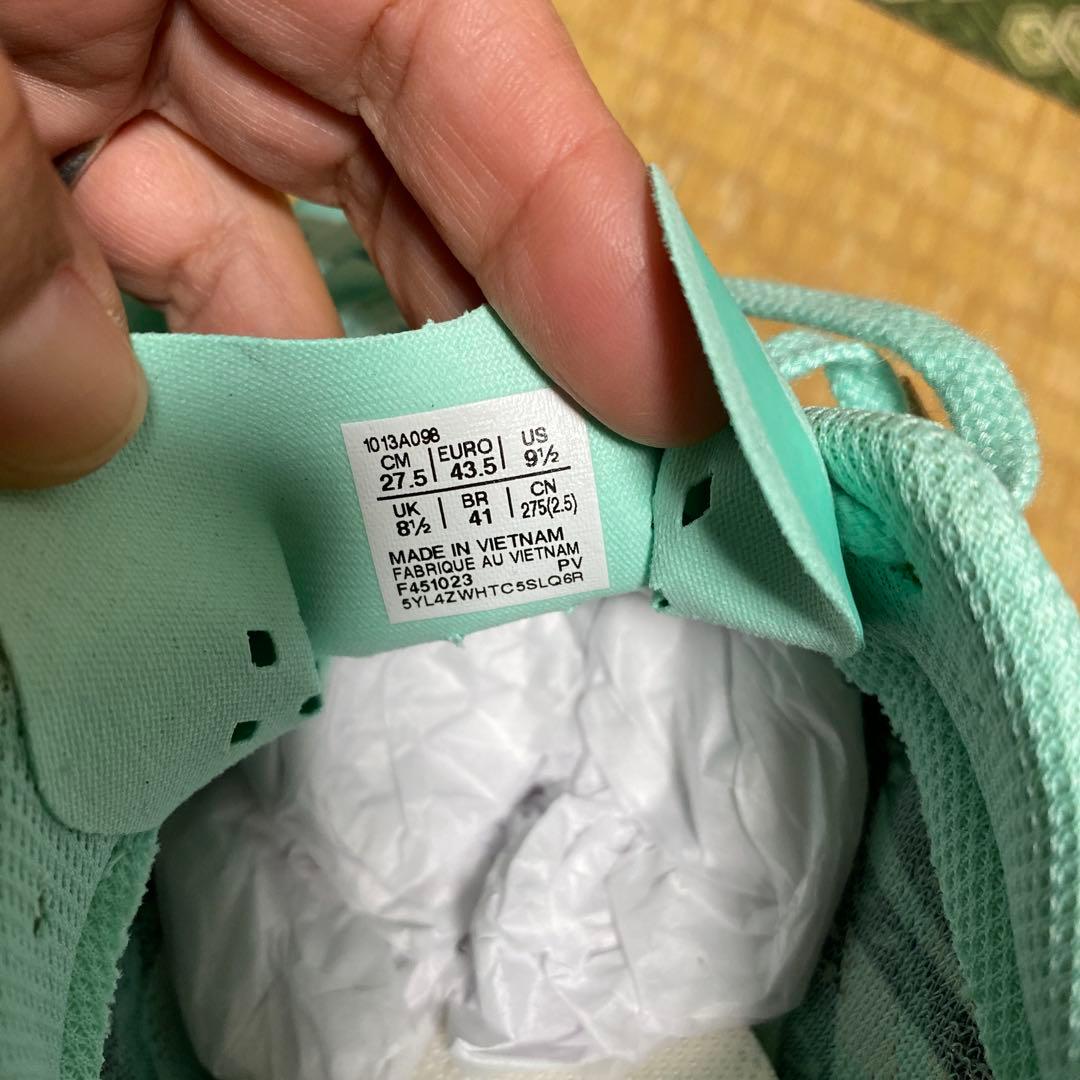 1013A098
CM EURO US
27.5 43.5 9½
UK BR CN
8½ 41 275(2.5)
MADE IN VIETNAM
FABRIQUE AU VIETNAM
F451023 PV
5YL4ZWHTC5SLQ6R